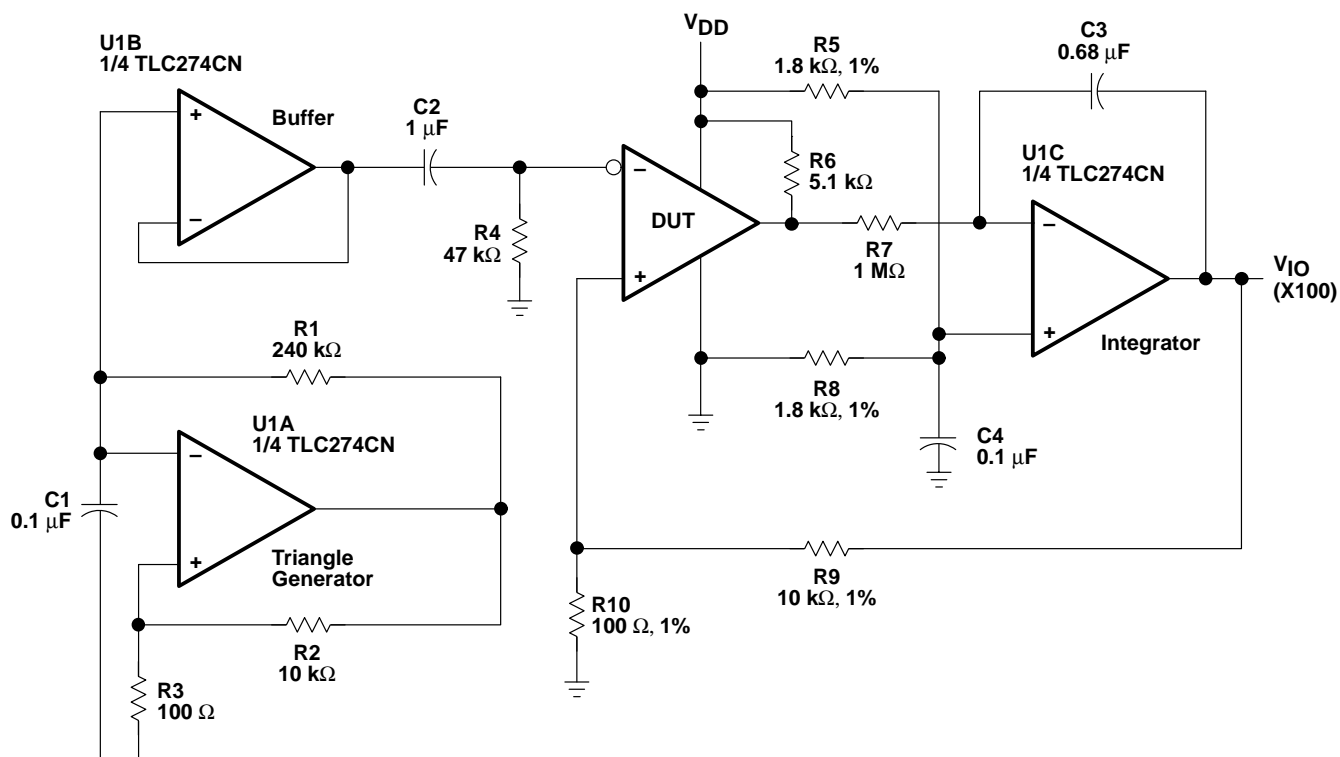 U1B
1/4 TLC274CN
Buffer
+
−
C2
1 μF
R4
47 kΩ
VDD
R5
1.8 kΩ, 1%
C3
0.68 μF
R6
5.1 kΩ
U1C
1/4 TLC274CN
−
DUT
+
R7
1 MΩ
−
+
Integrator
VIO
(X100)
R8
1.8 kΩ, 1%
C4
0.1 μF
R1
240 kΩ
U1A
1/4 TLC274CN
−
+
C1
0.1 μF
Triangle
Generator
R2
10 kΩ
R3
100 Ω
R9
10 kΩ, 1%
R10
100 Ω, 1%